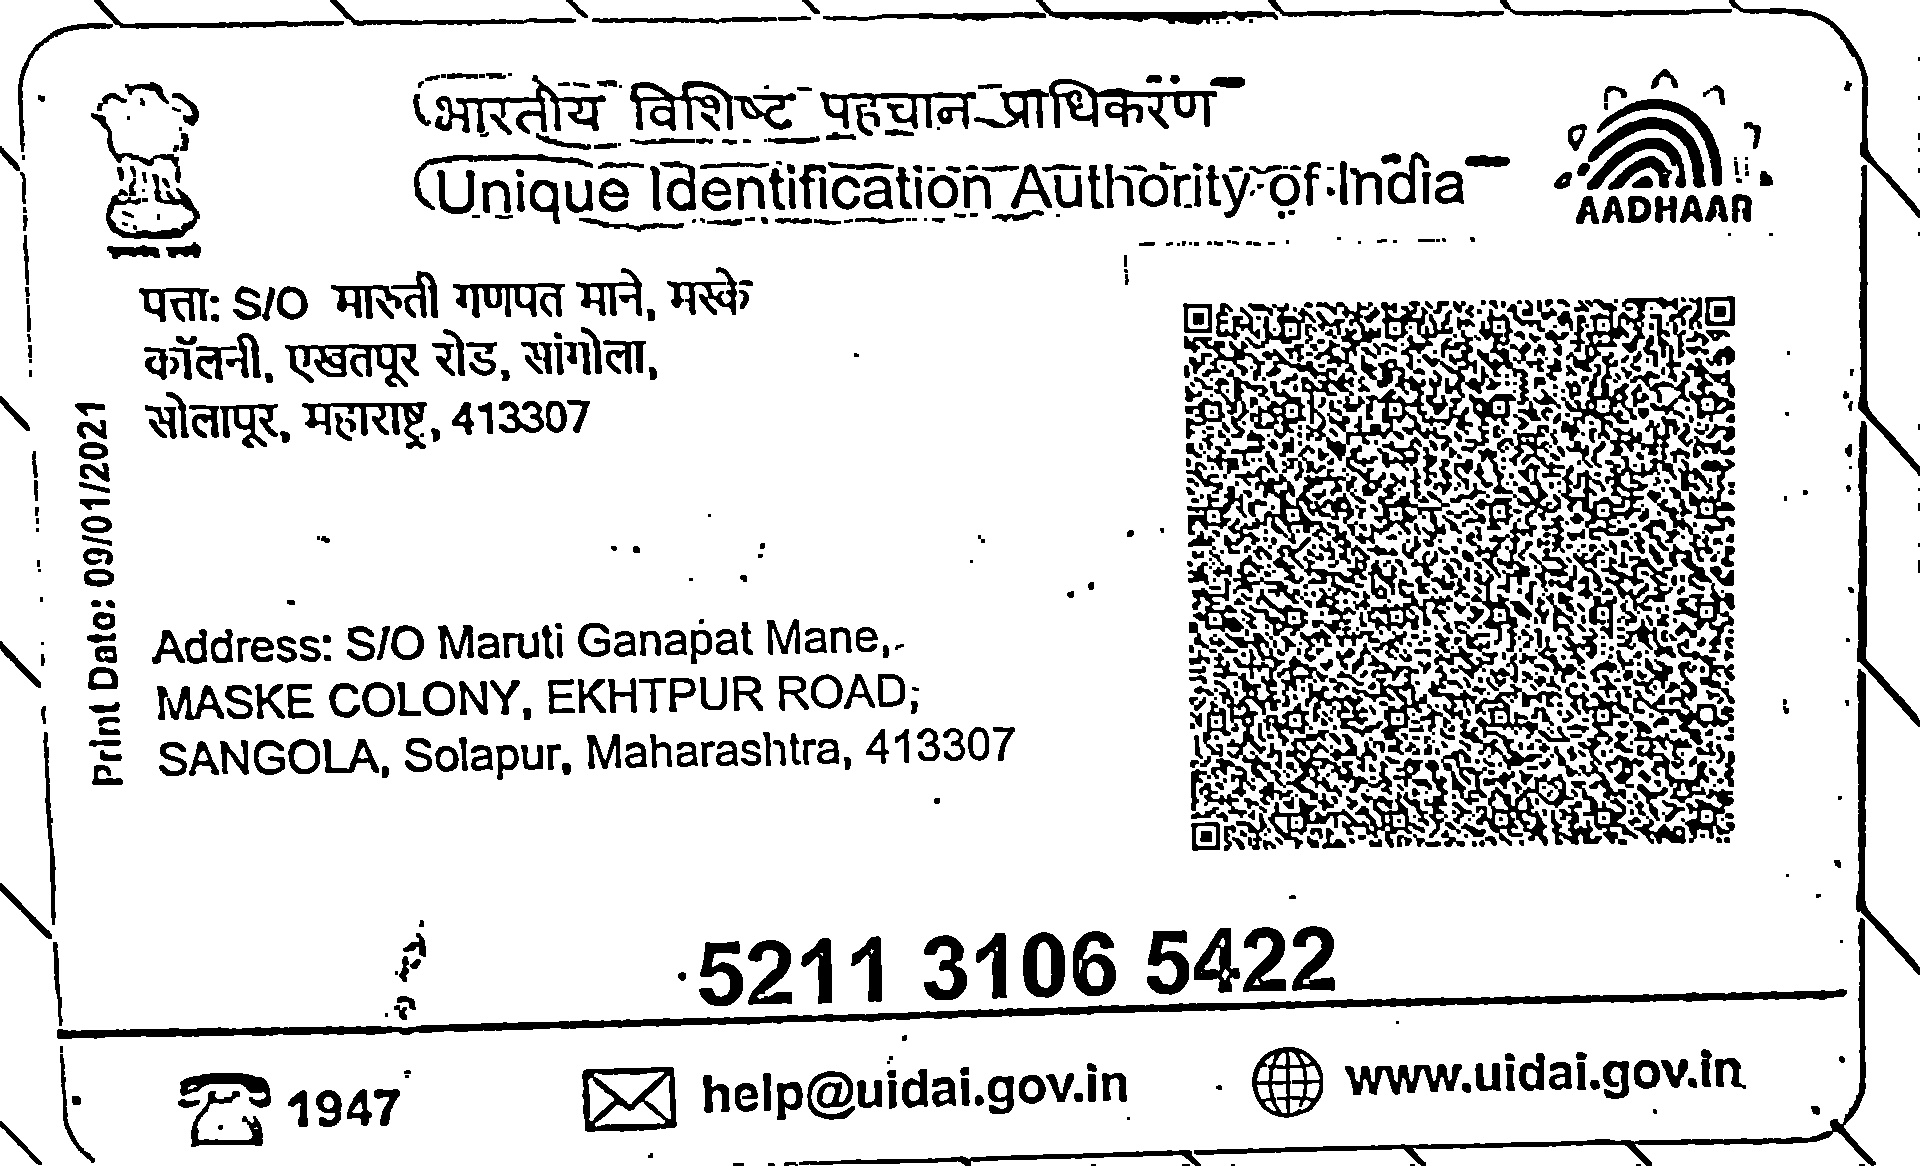 भारतीय विशिष्ट पहचान प्राधिकरण
Unique Identification Authority of India
AADHAAR
पत्ता: S/O मारुती गणपत माने, मस्के
कॉलनी, एखतपूर रोड, सांगोला,
सोलापूर, महाराष्ट्र, 413307
Print Date: 09/01/2021
Address: S/O Maruti Ganapat Mane,
MASKE COLONY, EKHTPUR ROAD,
SANGOLA, Solapur, Maharashtra, 413307
5211 3106 5422
1947
help@uidai.gov.in
www.uidai.gov.in